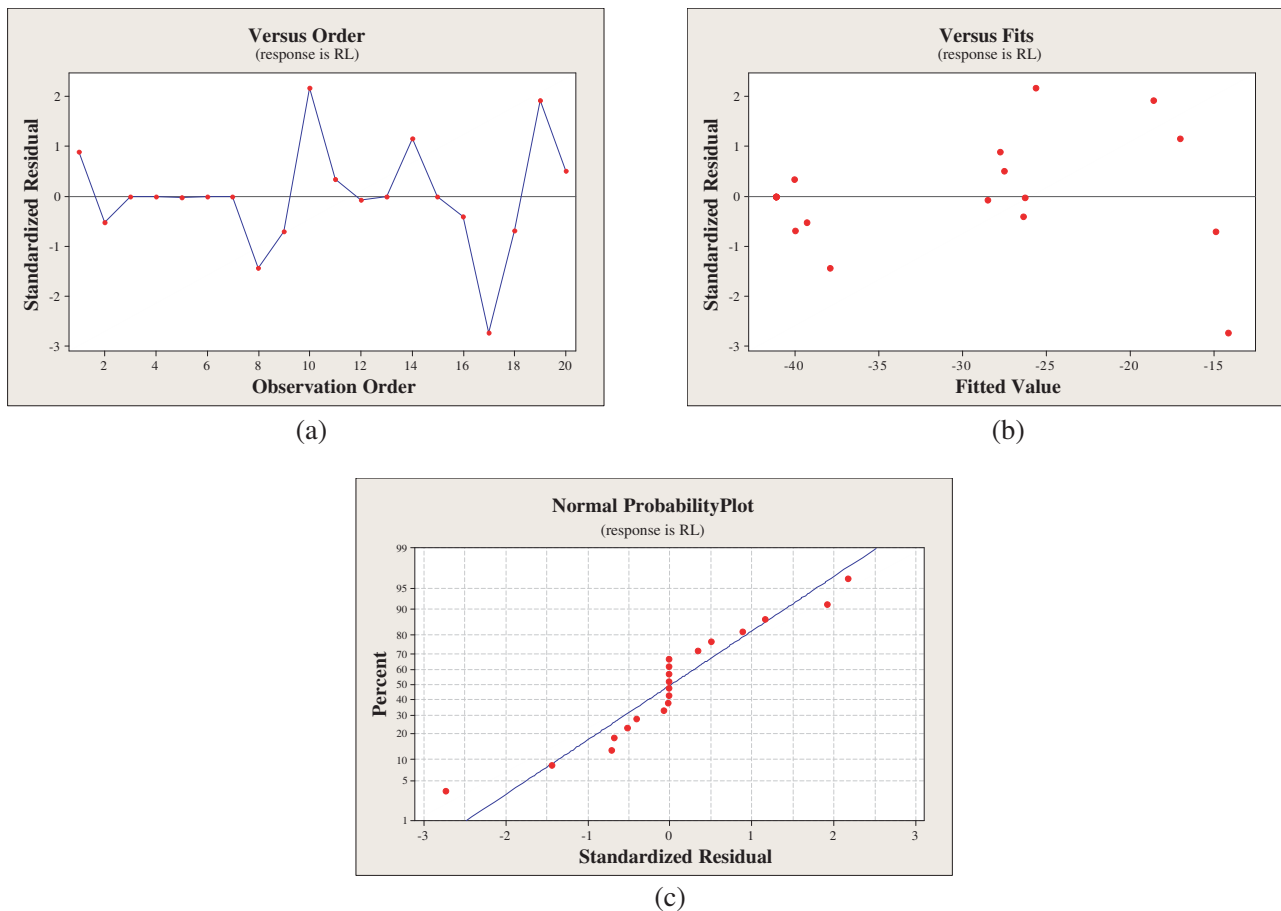 Versus Order
(response is RL)
Standardized Residual
2
1
0
-1
-2
-3
2 4 6 8 10 12 14 16 18 20
Observation Order
(a)
Versus Fits
(response is RL)
Standardized Residual
2
1
0
-1
-2
-3
-40 -35 -30 -25 -20 -15
Fitted Value
(b)
Normal ProbabilityPlot
(response is RL)
Percent
99
95
90
80
70
60
50
40
30
20
10
5
1
-3 -2 -1 0 1 2 3
Standardized Residual
(c)